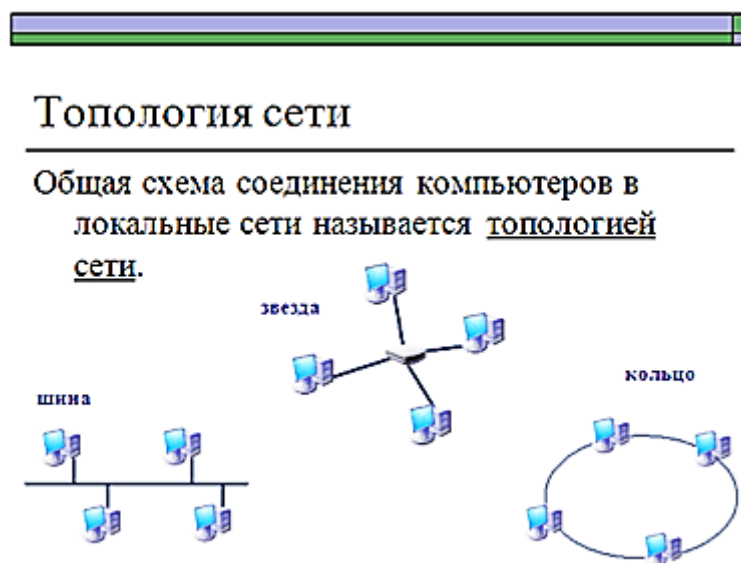 Топология сети
Общая схема соединения компьютеров в
локальные сети называется топологией
сети.
звезда
кольцо
шина